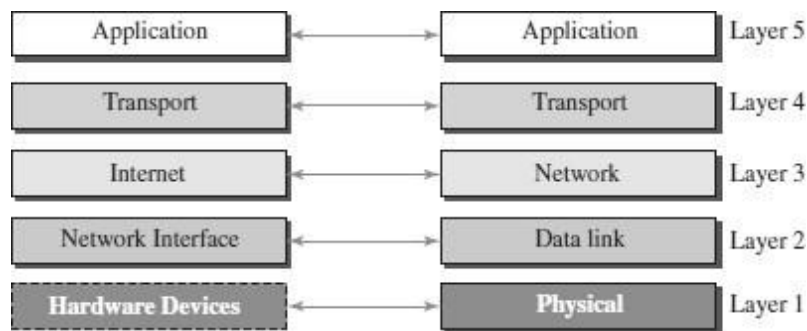 Application Application Layer 5
Transport Transport Layer 4
Internet Network Layer 3
Network Interface Data link Layer 2
Hardware Devices Physical Layer 1